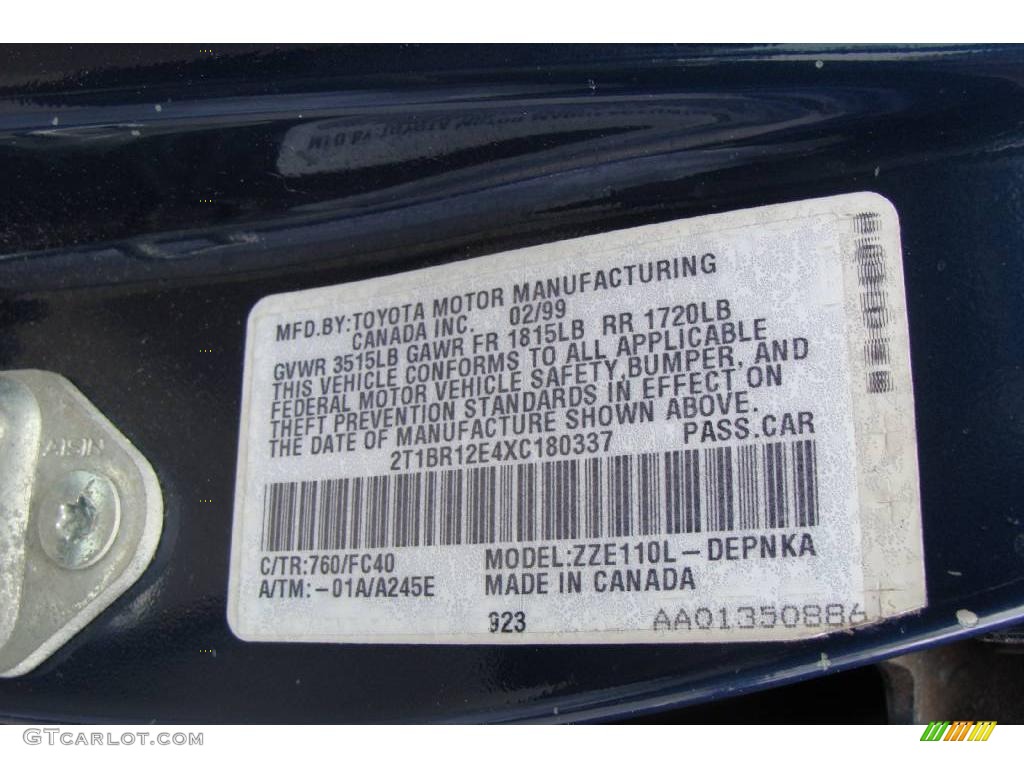 MFD.BY:TOYOTA MOTOR MANUFACTURING
CANADA INC. 02/99
GVWR 3515LB GAWR FR 1815LB RR 1720LB
THIS VEHICLE CONFORMS TO ALL APPLICABLE
FEDERAL MOTOR VEHICLE SAFETY,BUMPER, AND
THEFT PREVENTION STANDARDS IN EFFECT ON
THE DATE OF MANUFACTURE SHOWN ABOVE.
2T1BR12E4XC180337 PASS.CAR
C/TR:760/FC40 MODEL:ZZE110L-DEPNKA
A/TM:-01A/A245E MADE IN CANADA
923 AA01350886
AISIN
GTCARLOT.COM